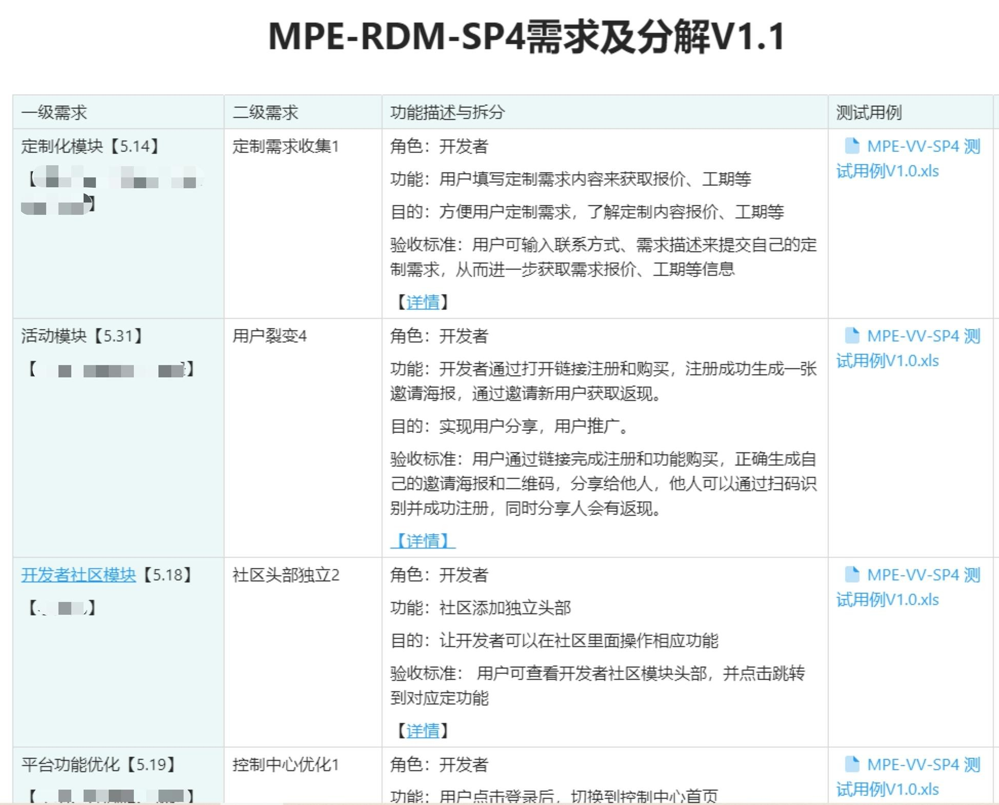 MPE-RDM-SP4需求及分解V1.1
一级需求
二级需求
功能描述与拆分
测试用例
定制化模块【5.14】
【
】
定制需求收集1
角色：开发者
功能：用户填写定制需求内容来获取报价、工期等
目的：方便用户定制需求，了解定制内容报价、工期等
验收标准：用户可输入联系方式、需求描述来提交自己的定
制需求，从而进一步获取需求报价、工期等信息
【详情】
MPE-VV-SP4 测
试用例V1.0.xls
活动模块【5.31】
【】
用户裂变4
角色：开发者
功能：开发者通过打开链接注册和购买，注册成功生成一张
邀请海报，通过邀请新用户获取返现。
目的：实现用户分享，用户推广。
验收标准：用户通过链接完成注册和功能购买，正确生成自
己的邀请海报和二维码，分享给他人，他人可以通过扫码识
别并成功注册，同时分享人会有返现。
【详情】
MPE-VV-SP4 测
试用例V1.0.xls
开发者社区模块【5.18】
【】
社区头部独立2
角色：开发者
功能：社区添加独立头部
目的：让开发者可以在社区里面操作相应功能
验收标准： 用户可查看开发者社区模块头部，并点击跳转
到对应定功能
【详情】
MPE-VV-SP4 测
试用例V1.0.xls
平台功能优化【5.19】
【】
控制中心优化1
角色：开发者
功能：用户点击登录后，切换到控制中心首页
MPE-VV-SP4 测
试用例V1.0.xls